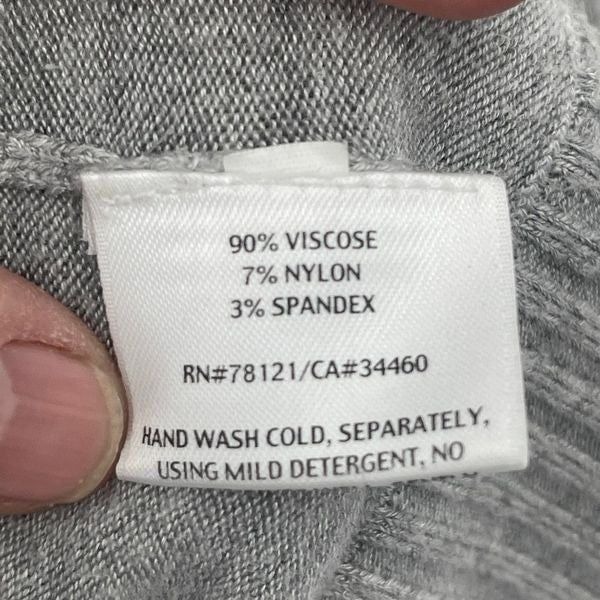 90% VISCOSE
7% NYLON
3% SPANDEX
RN#78121/CA#34460
HAND WASH COLD, SEPARATELY,
USING MILD DETERGENT, NO